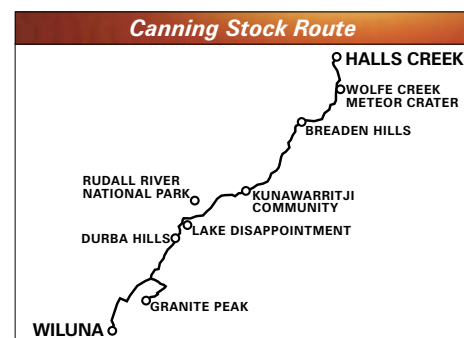 Canning Stock Route
HALLS CREEK
WOLFE CREEK
METEOR CRATER
BREADEN HILLS
RUDALL RIVER
NATIONAL PARK
KUNAWARRITJI
COMMUNITY
LAKE DISAPPOINTMENT
DURBA HILLS
GRANITE PEAK
WILUNA